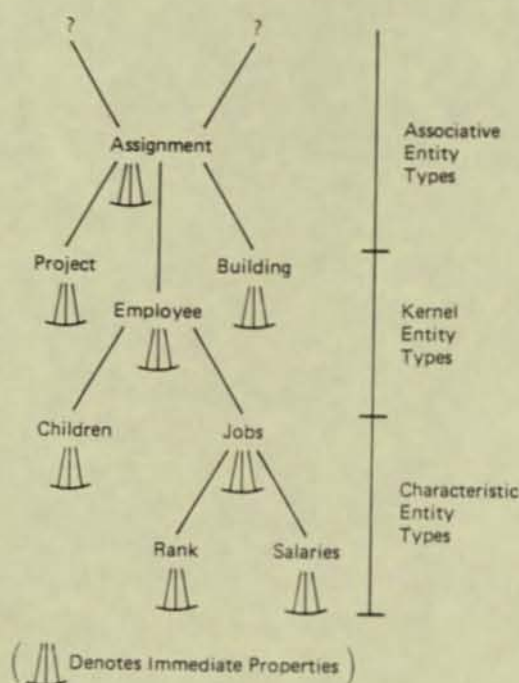 ?
?
Assignment
Associative
Entity
Types
Project
Building
Employee
Kernel
Entity
Types
Children
Jobs
Characteristic
Entity
Types
Rank
Salaries
( Denotes Immediate Properties )